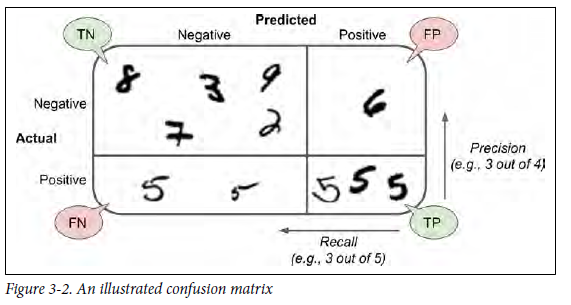 Predicted
TN Negative Positive FP
8 3 9
Negative 6
7 2
Actual
Precision
(e.g., 3 out of 4)
Positive 5 5 5 5 5
FN TP
Recall
(e.g., 3 out of 5)
Figure 3-2. An illustrated confusion matrix